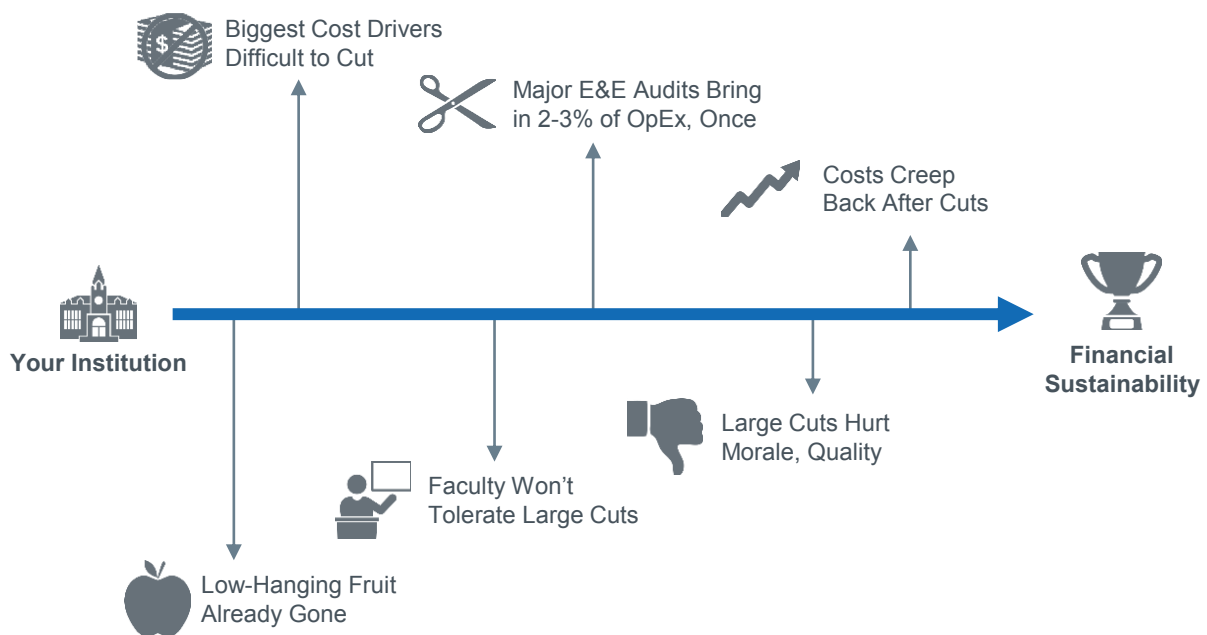 Biggest Cost Drivers
Difficult to Cut
Major E&E Audits Bring
in 2-3% of OpEx, Once
Costs Creep
Back After Cuts
$
Your Institution
Financial
Sustainability
Large Cuts Hurt
Morale, Quality
Faculty Won’t
Tolerate Large Cuts
Low-Hanging Fruit
Already Gone